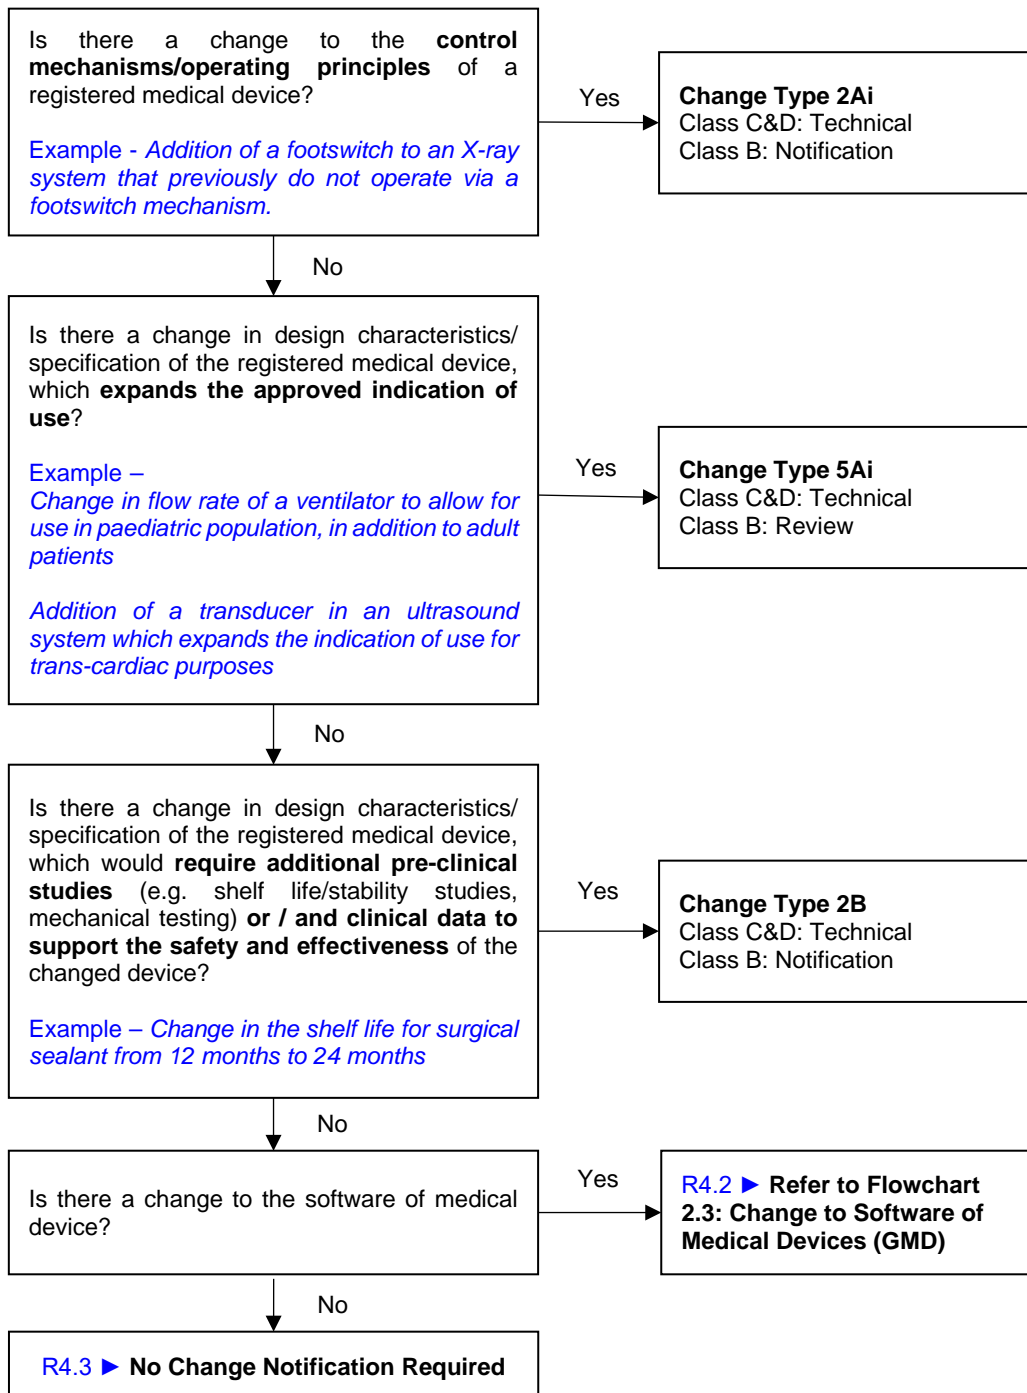 Is there a change to the control
mechanisms/operating principles of a
registered medical device?
Example - Addition of a footswitch to an X-ray
system that previously do not operate via a
footswitch mechanism.
Yes
Change Type 2Ai
Class C&D: Technical
Class B: Notification
No
Is there a change in design characteristics/
specification of the registered medical device,
which expands the approved indication of
use?
Example –
Change in flow rate of a ventilator to allow for
use in paediatric population, in addition to adult
patients
Addition of a transducer in an ultrasound
system which expands the indication of use for
trans-cardiac purposes
Yes
Change Type 5Ai
Class C&D: Technical
Class B: Review
No
Is there a change in design characteristics/
specification of the registered medical device,
which would require additional pre-clinical
studies (e.g. shelf life/stability studies,
mechanical testing) or / and clinical data to
support the safety and effectiveness of the
changed device?
Example – Change in the shelf life for surgical
sealant from 12 months to 24 months
Yes
Change Type 2B
Class C&D: Technical
Class B: Notification
No
Is there a change to the software of medical
device?
Yes
R4.2 ► Refer to Flowchart
2.3: Change to Software of
Medical Devices (GMD)
No
R4.3 ► No Change Notification Required